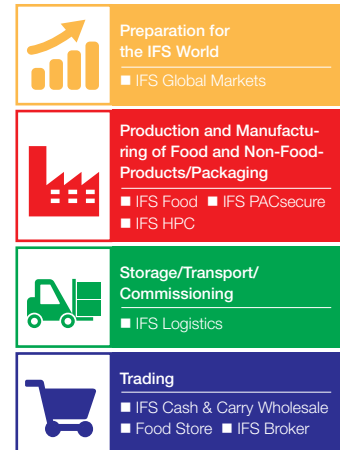 Preparation for
the IFS World
■ IFS Global Markets
Production and Manufactu-
ring of Food and Non-Food-
Products/Packaging
■ IFS Food ■ IFS PACsecure
■ IFS HPC
Storage/Transport/
Commissioning
■ IFS Logistics
Trading
■ IFS Cash & Carry Wholesale
■ Food Store ■ IFS Broker